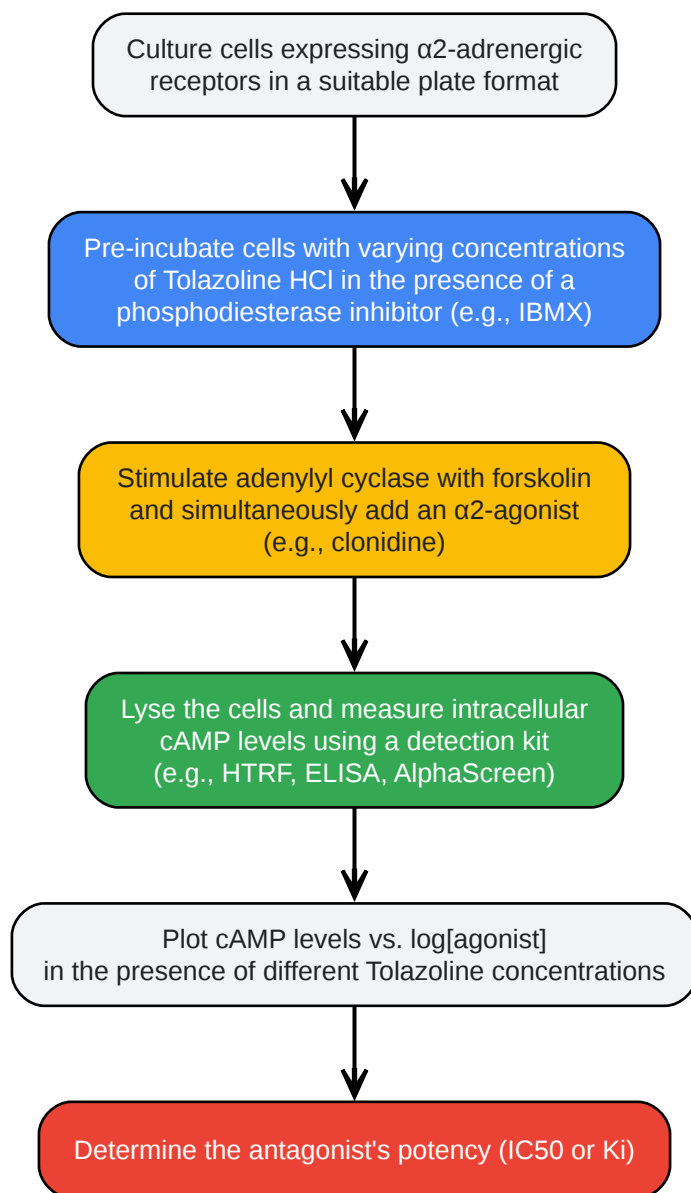 Culture cells expressing α2-adrenergic
receptors in a suitable plate format
Pre-incubate cells with varying concentrations
of Tolazoline HCl in the presence of a
phosphodiesterase inhibitor (e.g., IBMX)
Stimulate adenylyl cyclase with forskolin
and simultaneously add an α2-agonist
(e.g., clonidine)
Lyse the cells and measure intracellular
cAMP levels using a detection kit
(e.g., HTRF, ELISA, AlphaScreen)
Plot cAMP levels vs. log[agonist]
in the presence of different Tolazoline concentrations
Determine the antagonist's potency (IC50 or Ki)